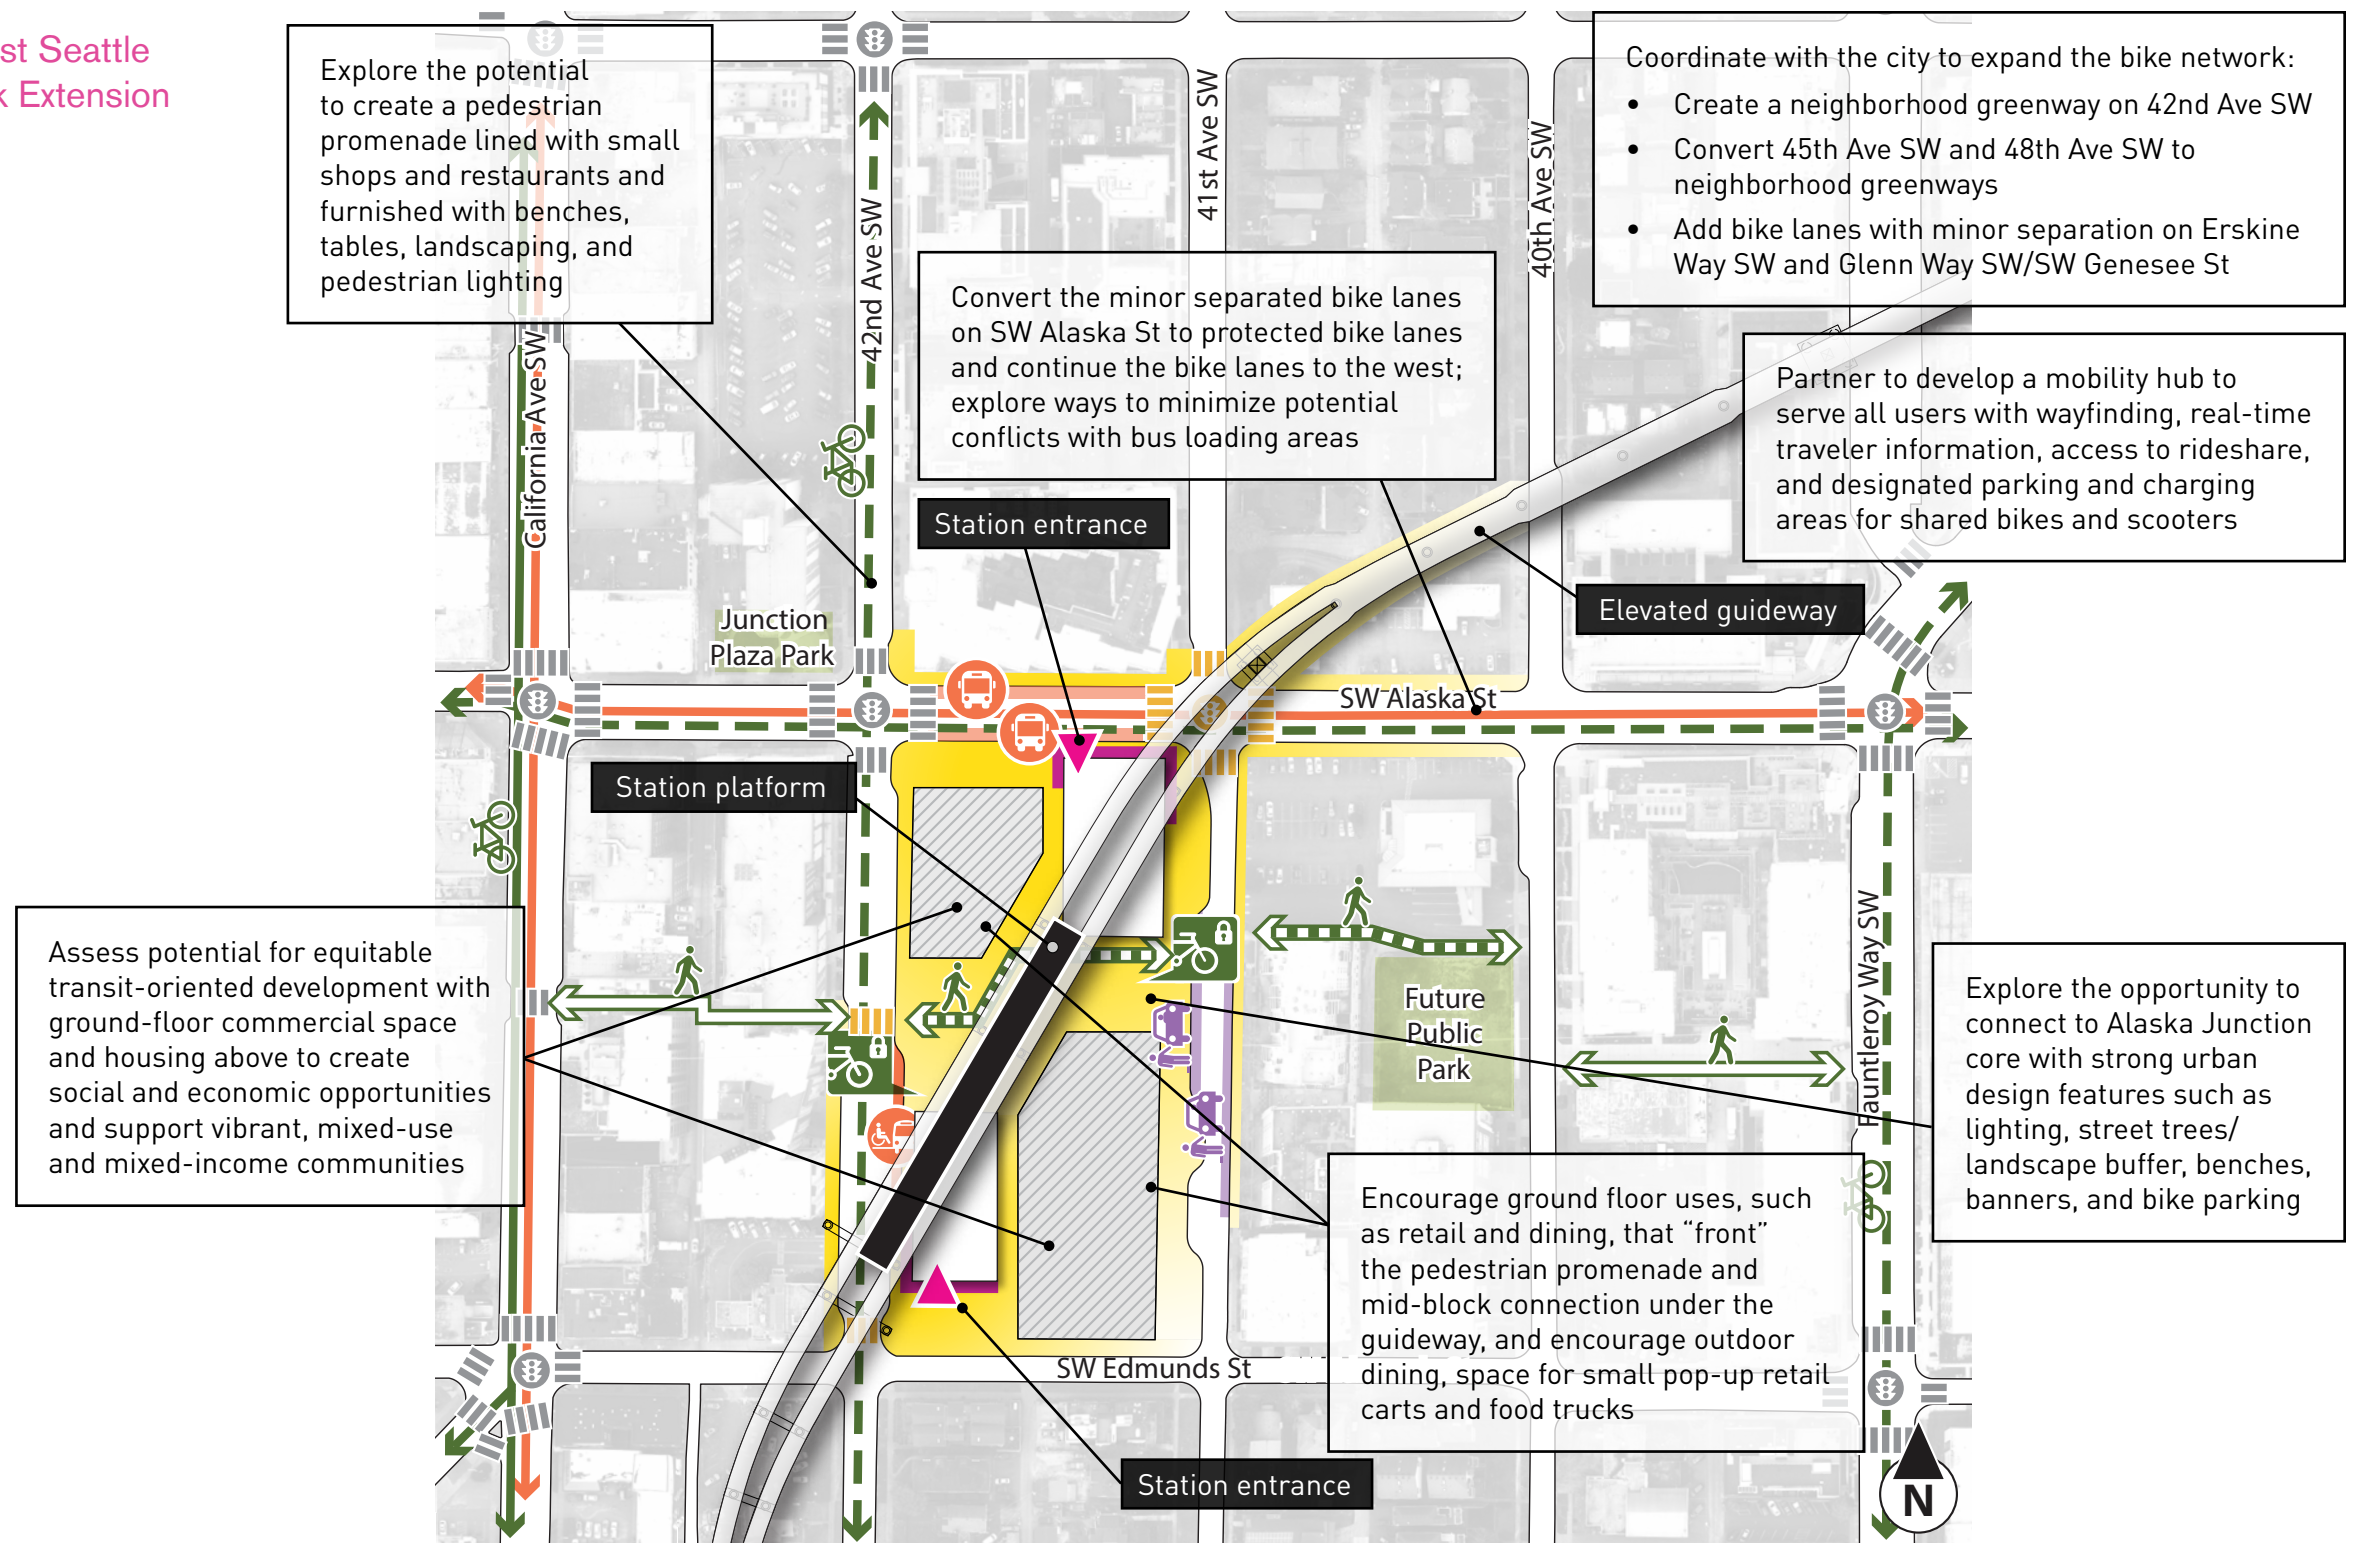 st Seattle
k Extension
Explore the potential
to create a pedestrian
promenade lined with small
shops and restaurants and
furnished with benches,
tables, landscaping, and
pedestrian lighting
Coordinate with the city to expand the bike network:
• Create a neighborhood greenway on 42nd Ave SW
• Convert 45th Ave SW and 48th Ave SW to
neighborhood greenways
• Add bike lanes with minor separation on Erskine
Way SW and Glenn Way SW/SW Genesee St
41st Ave SW
40th Ave SW
42nd Ave SW
California Ave SW
Convert the minor separated bike lanes
on SW Alaska St to protected bike lanes
and continue the bike lanes to the west;
explore ways to minimize potential
conflicts with bus loading areas
Partner to develop a mobility hub to
serve all users with wayfinding, real-time
traveler information, access to rideshare,
and designated parking and charging
areas for shared bikes and scooters
Station entrance
Elevated guideway
Junction
Plaza Park
SW Alaska St
Station platform
Assess potential for equitable
transit-oriented development with
ground-floor commercial space
and housing above to create
social and economic opportunities
and support vibrant, mixed-use
and mixed-income communities
Future
Public
Park
Fauntleroy Way SW
Explore the opportunity to
connect to Alaska Junction
core with strong urban
design features such as
lighting, street trees/
landscape buffer, benches,
banners, and bike parking
Encourage ground floor uses, such
as retail and dining, that “front”
the pedestrian promenade and
mid-block connection under the
guideway, and encourage outdoor
dining, space for small pop-up retail
carts and food trucks
SW Edmunds St
Station entrance
N